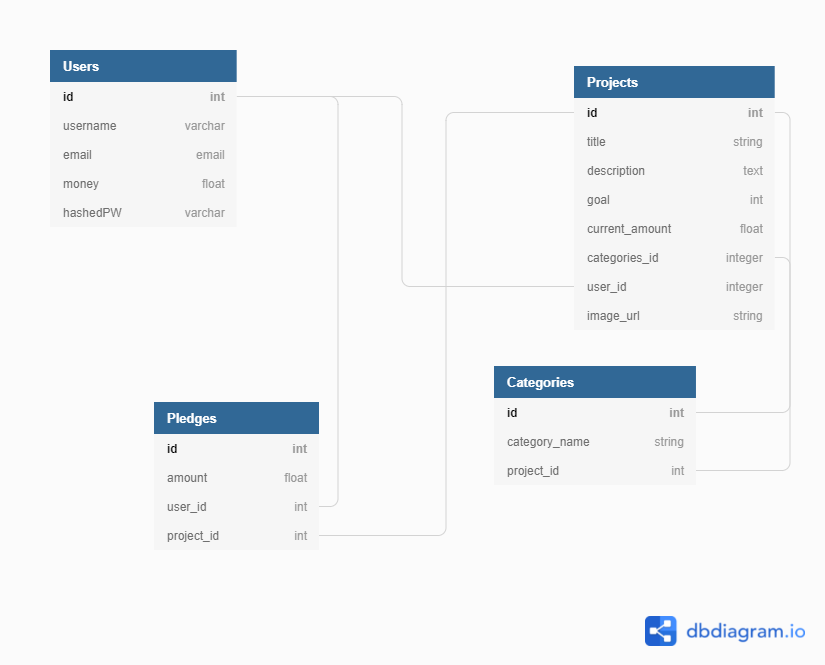 Users
id int
username varchar
email email
money float
hashedPW varchar
Projects
id int
title string
description text
goal int
current_amount float
categories_id integer
user_id integer
image_url string
Categories
id int
category_name string
project_id int
Pledges
id int
amount float
user_id int
project_id int
dbdiagram.io